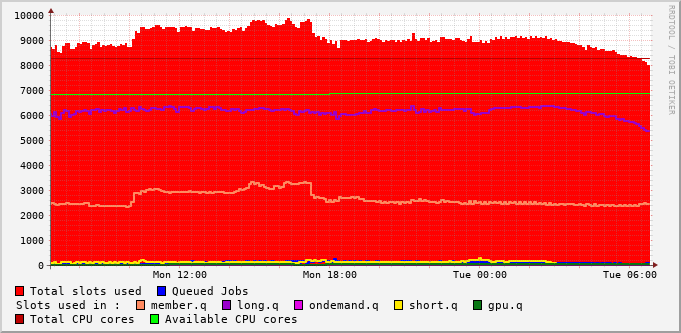 10000
9000
8000
7000
6000
5000
4000
3000
2000
1000
0
Mon 12:00 Mon 18:00 Tue 00:00 Tue 06:00
RRDTOOL / TOBI OETIKER
Total slots used Queued Jobs
Slots used in : member.q long.q ondemand.q short.q gpu.q
Total CPU cores Available CPU cores